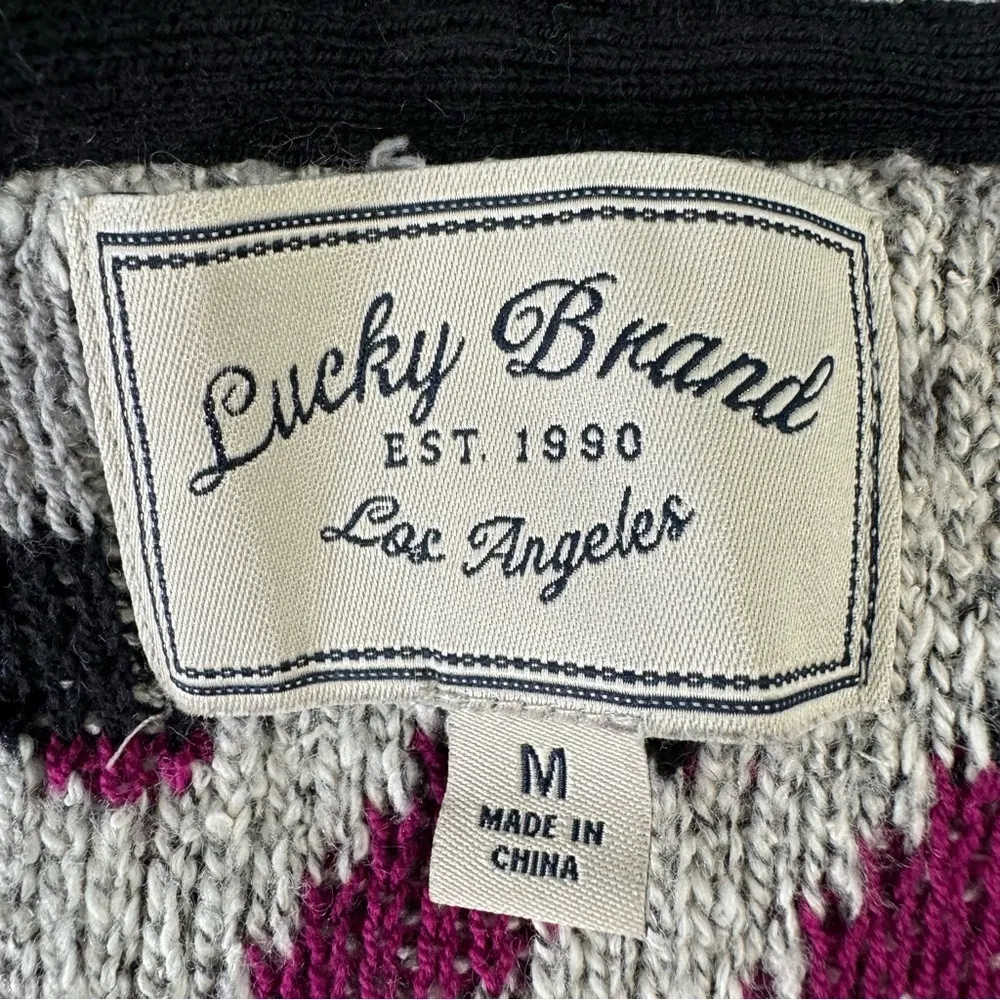 Lucky Brand
EST. 1990
Los Angeles
M
MADE IN
CHINA